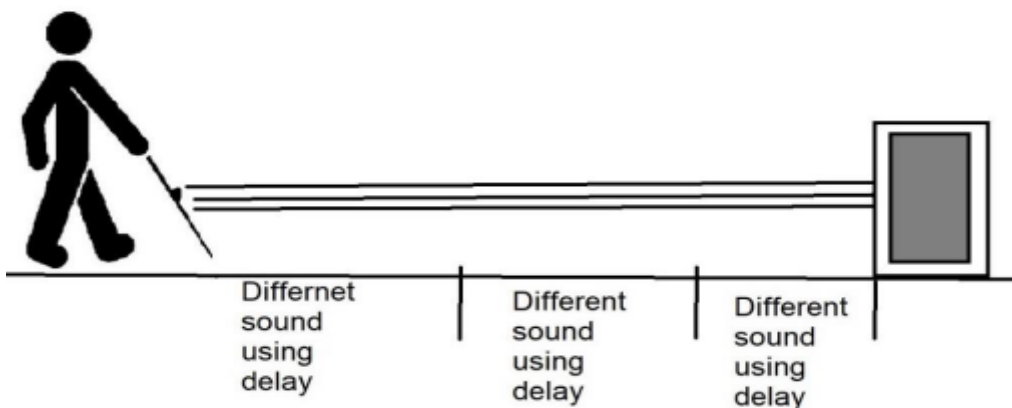 Differnet
sound
using
delay
Different
sound
using
delay
Different
sound
using
delay